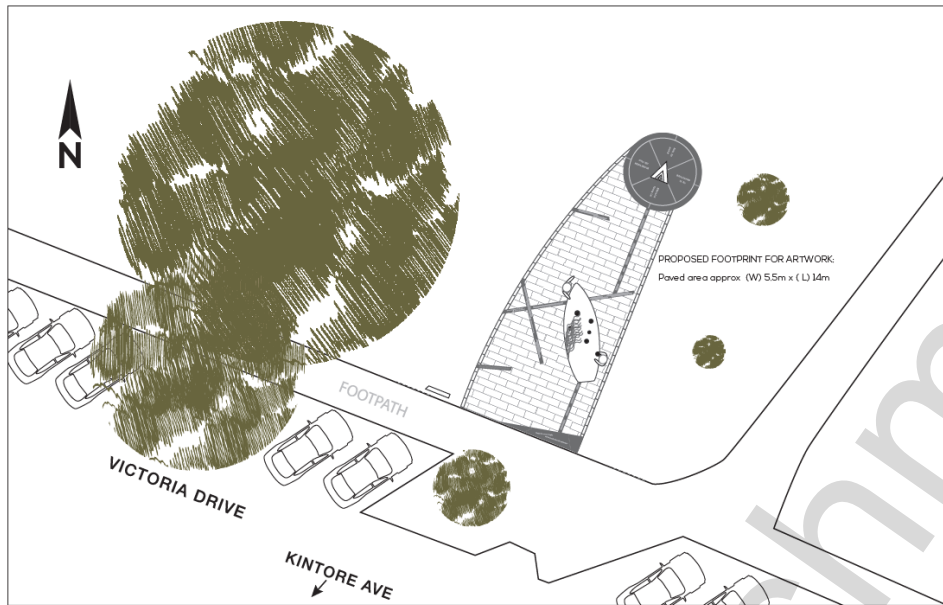 N
PROPOSED FOOTPRINT FOR ARTWORK:
Paved area approx (W) 5.5m x ( L) 14m
FOOTPATH
VICTORIA DRIVE
KINTORE AVE